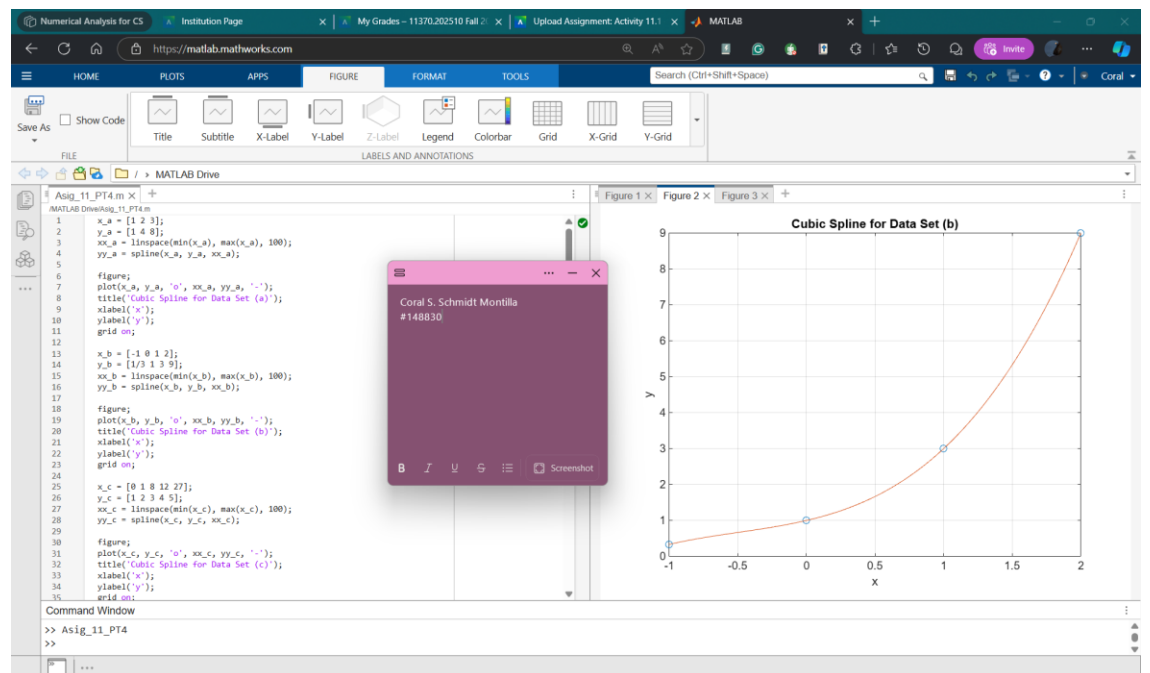 Numerical Analysis for CS
Institution Page
My Grades – 11370.202510 Fall 2
Upload Assignment: Activity 11.1
MATLAB
https://matlab.mathworks.com
Invite
HOME PLOTS APPS FIGURE FORMAT TOOLS
Search (Ctrl+Shift+Space)
Coral
Save As
Show Code
Title Subtitle X-Label Y-Label Z-Label Legend Colorbar Grid X-Grid Y-Grid
FILE
LABELS AND ANNOTATIONS
/ › MATLAB Drive
Asig_11_PT4.m
/MATLAB Drive/Asig_11_PT4.m
1 x_a = [1 2 3];
2 y_a = [1 4 8];
3 xx_a = linspace(min(x_a), max(x_a), 100);
4 yy_a = spline(x_a, y_a, xx_a);
5
6 figure;
7 plot(x_a, y_a, 'o', xx_a, yy_a, '-');
8 title('Cubic Spline for Data Set (a)');
9 xlabel('x');
10 ylabel('y');
11 grid on;
12
13 x_b = [-1 0 1 2];
14 y_b = [1/3 1 3 9];
15 xx_b = linspace(min(x_b), max(x_b), 100);
16 yy_b = spline(x_b, y_b, xx_b);
17
18 figure;
19 plot(x_b, y_b, 'o', xx_b, yy_b, '-');
20 title('Cubic Spline for Data Set (b)');
21 xlabel('x');
22 ylabel('y');
23 grid on;
24
25 x_c = [0 1 8 12 27];
26 y_c = [1 2 3 4 5];
27 xx_c = linspace(min(x_c), max(x_c), 100);
28 yy_c = spline(x_c, y_c, xx_c);
29
30 figure;
31 plot(x_c, y_c, 'o', xx_c, yy_c, '-');
32 title('Cubic Spline for Data Set (c)');
33 xlabel('x');
34 ylabel('y');
35 grid on;
Coral S. Schmidt Montilla
#148830
B I U S Screenshot
Figure 1 Figure 2 Figure 3
Cubic Spline for Data Set (b)
9
8
7
6
5
4
3
2
1
0
y
-1 -0.5 0 0.5 1 1.5 2
x
Command Window
>> Asig_11_PT4
>>